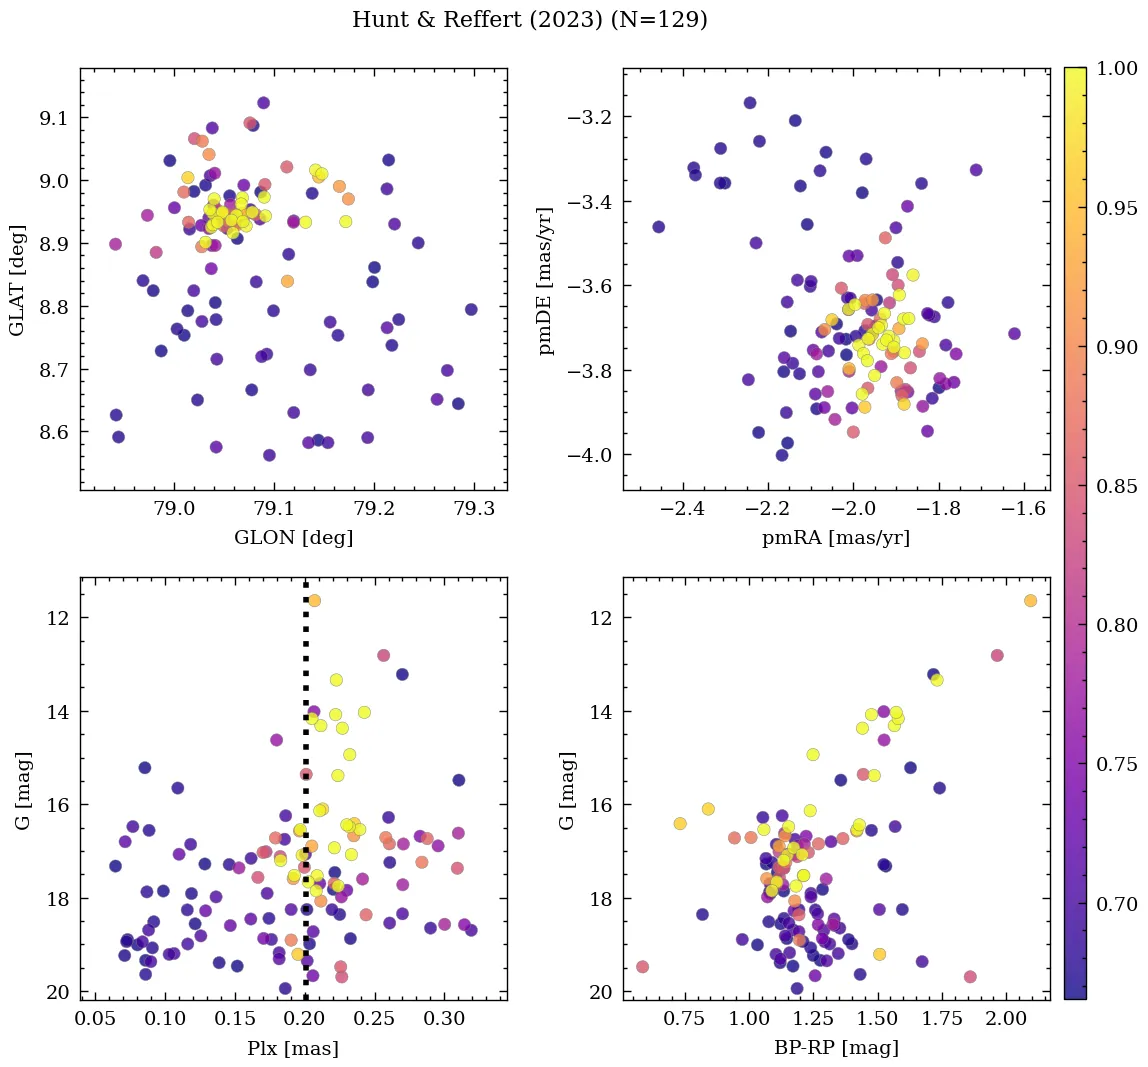 Hunt & Reffert (2023) (N=129)
9.1
9.0
8.9
8.8
8.7
8.6
GLAT [deg]
79.0 79.1 79.2 79.3
GLON [deg]
−3.2
−3.4
−3.6
−3.8
−4.0
pmDE [mas/yr]
−2.4 −2.2 −2.0 −1.8 −1.6
pmRA [mas/yr]
1.00
0.95
0.90
0.85
0.80
0.75
0.70
12
14
16
18
20
G [mag]
0.05 0.10 0.15 0.20 0.25 0.30
Plx [mas]
12
14
16
18
20
G [mag]
0.75 1.00 1.25 1.50 1.75 2.00
BP-RP [mag]